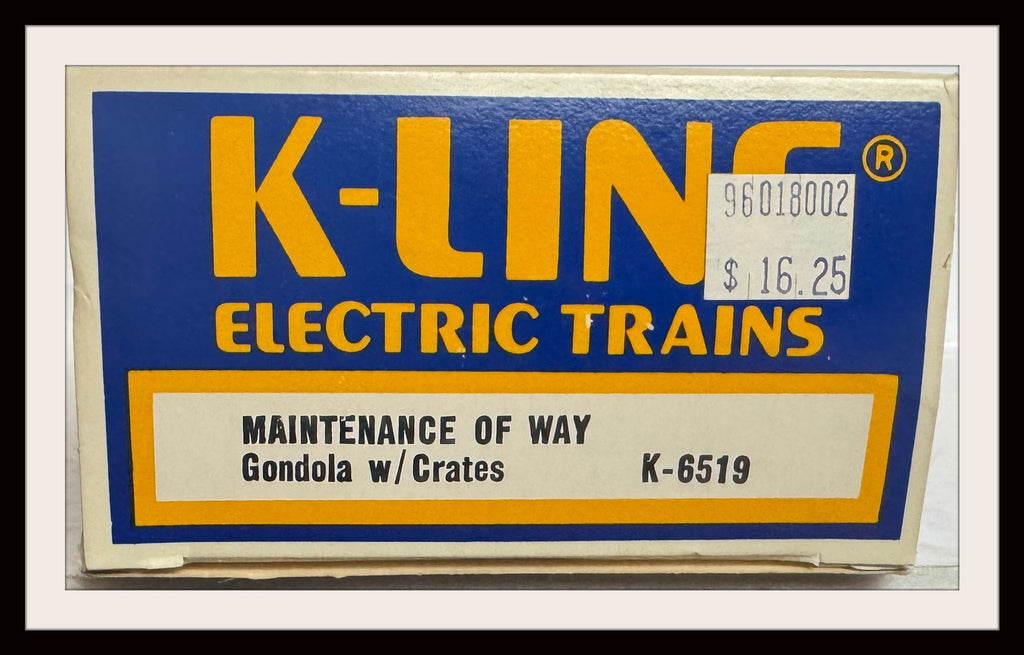 K-LINE®
96018002
$ 16.25
ELECTRIC TRAINS
MAINTENANCE OF WAY
Gondola w/Crates K-6519